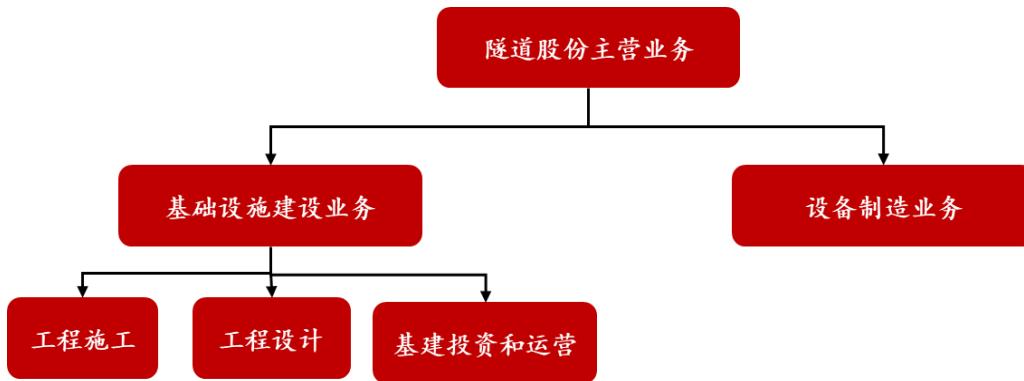 隧道股份主营业务
基础设施建设业务
设备制造业务
工程施工
工程设计
基建投资和运营